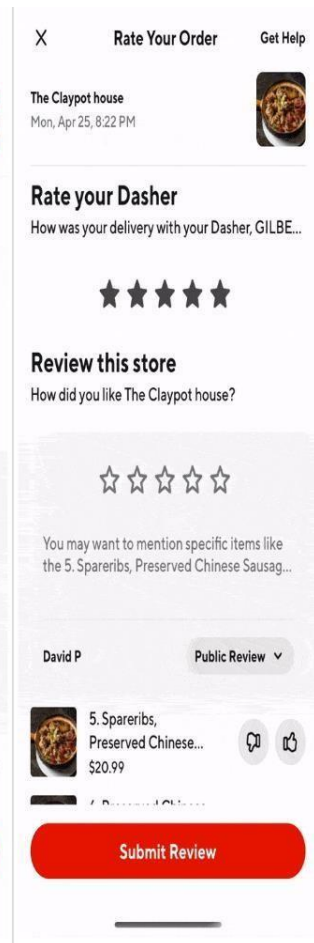 X Rate Your Order Get Help
The Claypot house
Mon, Apr 25, 8:22 PM
Rate your Dasher
How was your delivery with your Dasher, GILBE...
Review this store
How did you like The Claypot house?
You may want to mention specific items like
the 5. Spareribs, Preserved Chinese Sausag...
David P Public Review
5. Spareribs,
Preserved Chinese...
$20.99
Submit Review